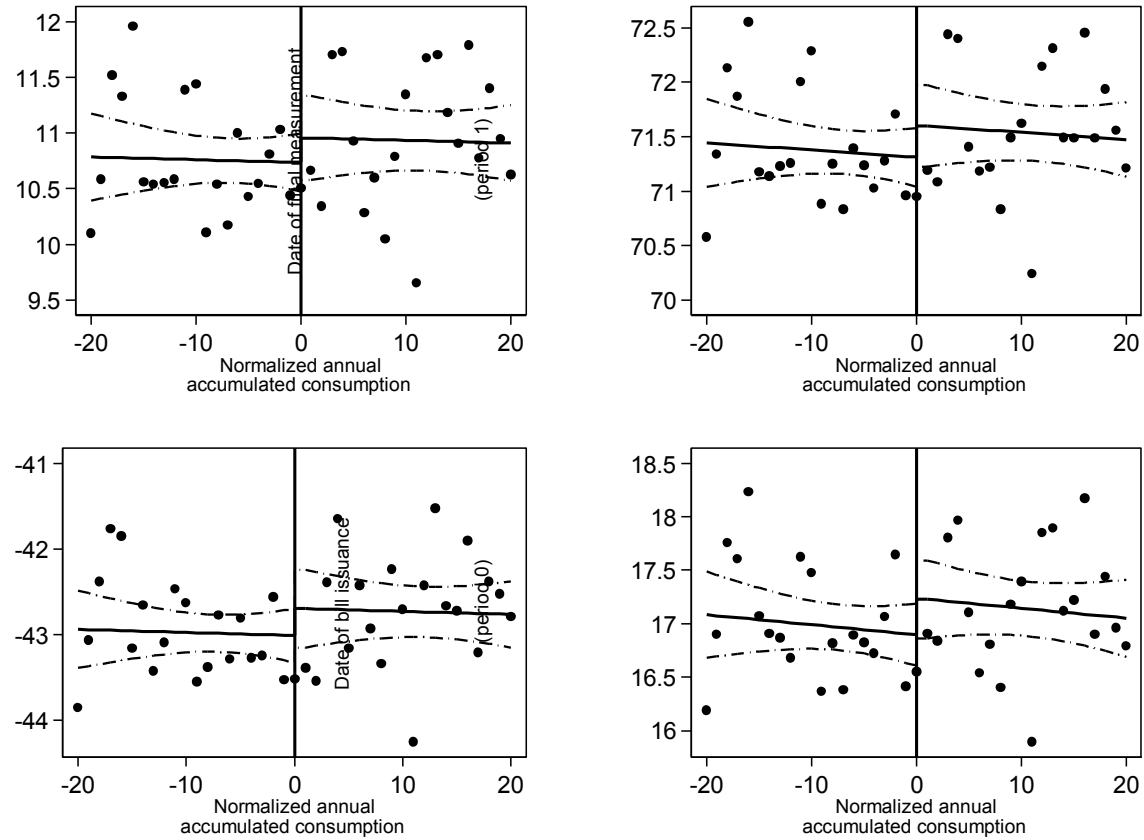 12
11.5
11
10.5
10
9.5
-20 -10 0 10 20
Normalized annual
accumulated consumption
Date of final measurement
(period 1)
72.5
72
71.5
71
70.5
70
-20 -10 0 10 20
Normalized annual
accumulated consumption
-41
-42
-43
-44
-20 -10 0 10 20
Normalized annual
accumulated consumption
Date of bill issuance
(period 0)
18.5
18
17.5
17
16.5
16
-20 -10 0 10 20
Normalized annual
accumulated consumption